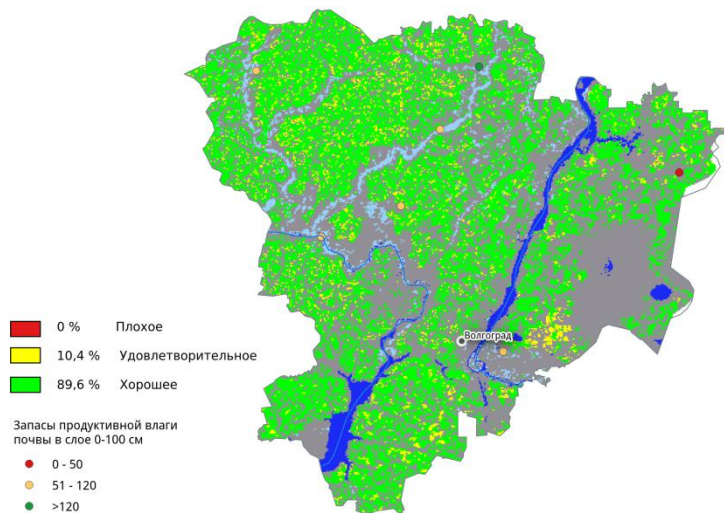 Волгоград
0 % Плохое
10,4 % Удовлетворительное
89,6 % Хорошее
Запасы продуктивной влаги
почвы в слое 0-100 см
0 - 50
51 - 120
>120